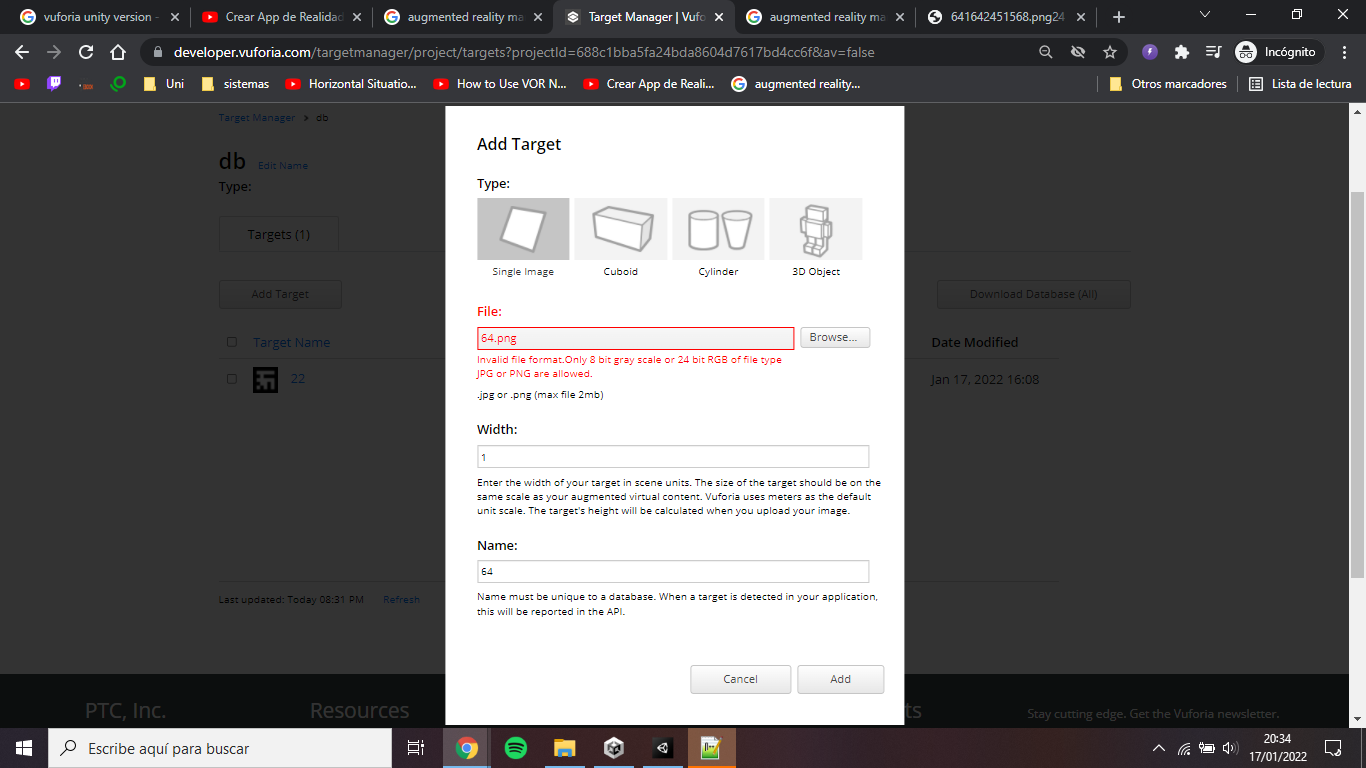 vuforia unity version -
Crear App de Realidad
augmented reality ma
Target Manager | Vufo
augmented reality ma
641642451568.png24
developer.vuforia.com/targetmanager/project/targets?projectId=688c1bba5fa24bda8604d7617bd4cc6f&av=false
Incógnito
Uni
sistemas
Horizontal Situatio...
How to Use VOR N...
Crear App de Reali...
augmented reality...
Otros marcadores
Lista de lectura
Target Manager > db
db Edit Name
Type:
Targets (1)
Add Target
Download Database (All)
Target Name
Date Modified
22
Jan 17, 2022 16:08
Last updated: Today 08:31 PM Refresh
Add Target
Type:
Single Image
Cuboid
Cylinder
3D Object
File:
64.png
Browse...
Invalid file format.Only 8 bit gray scale or 24 bit RGB of file type
JPG or PNG are allowed.
.jpg or .png (max file 2mb)
Width:
1
Enter the width of your target in scene units. The size of the target should be on the
same scale as your augmented virtual content. Vuforia uses meters as the default
unit scale. The target's height will be calculated when you upload your image.
Name:
64
Name must be unique to a database. When a target is detected in your application,
this will be reported in the API.
Cancel
Add
PTC, Inc.
Resources
ts
Stay cutting edge. Get the Vuforia newsletter.
Escribe aquí para buscar
20:34
17/01/2022